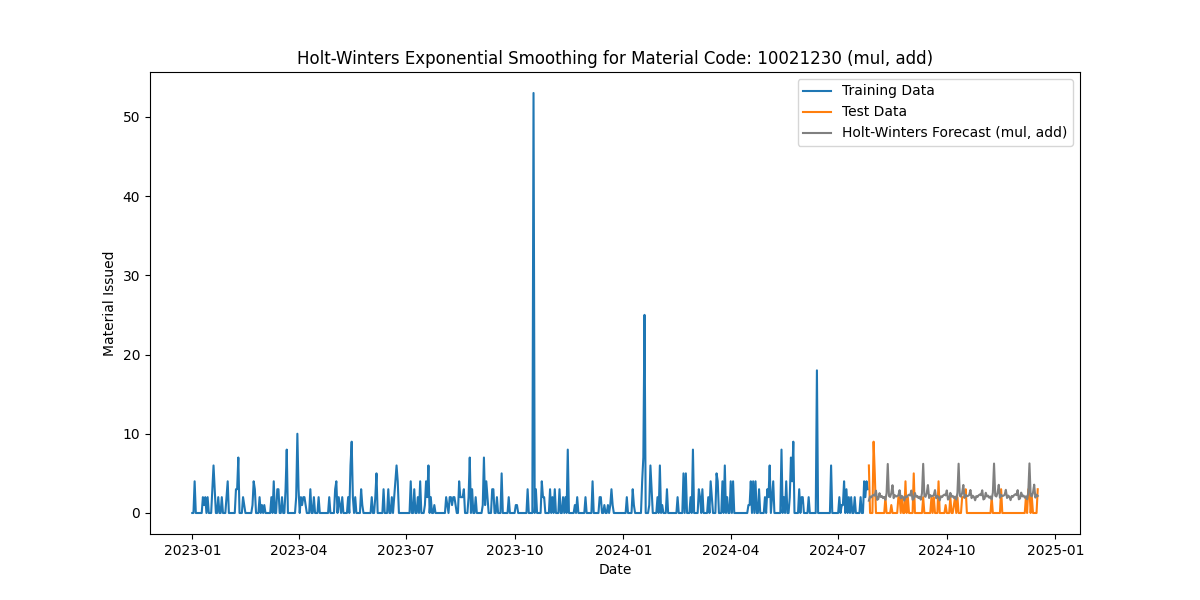 Holt-Winters Exponential Smoothing for Material Code: 10021230 (mul, add)
Training Data
Test Data
Holt-Winters Forecast (mul, add)
Material Issued
50
40
30
20
10
0
2023-01 2023-04 2023-07 2023-10 2024-01 2024-04 2024-07 2024-10 2025-01
Date